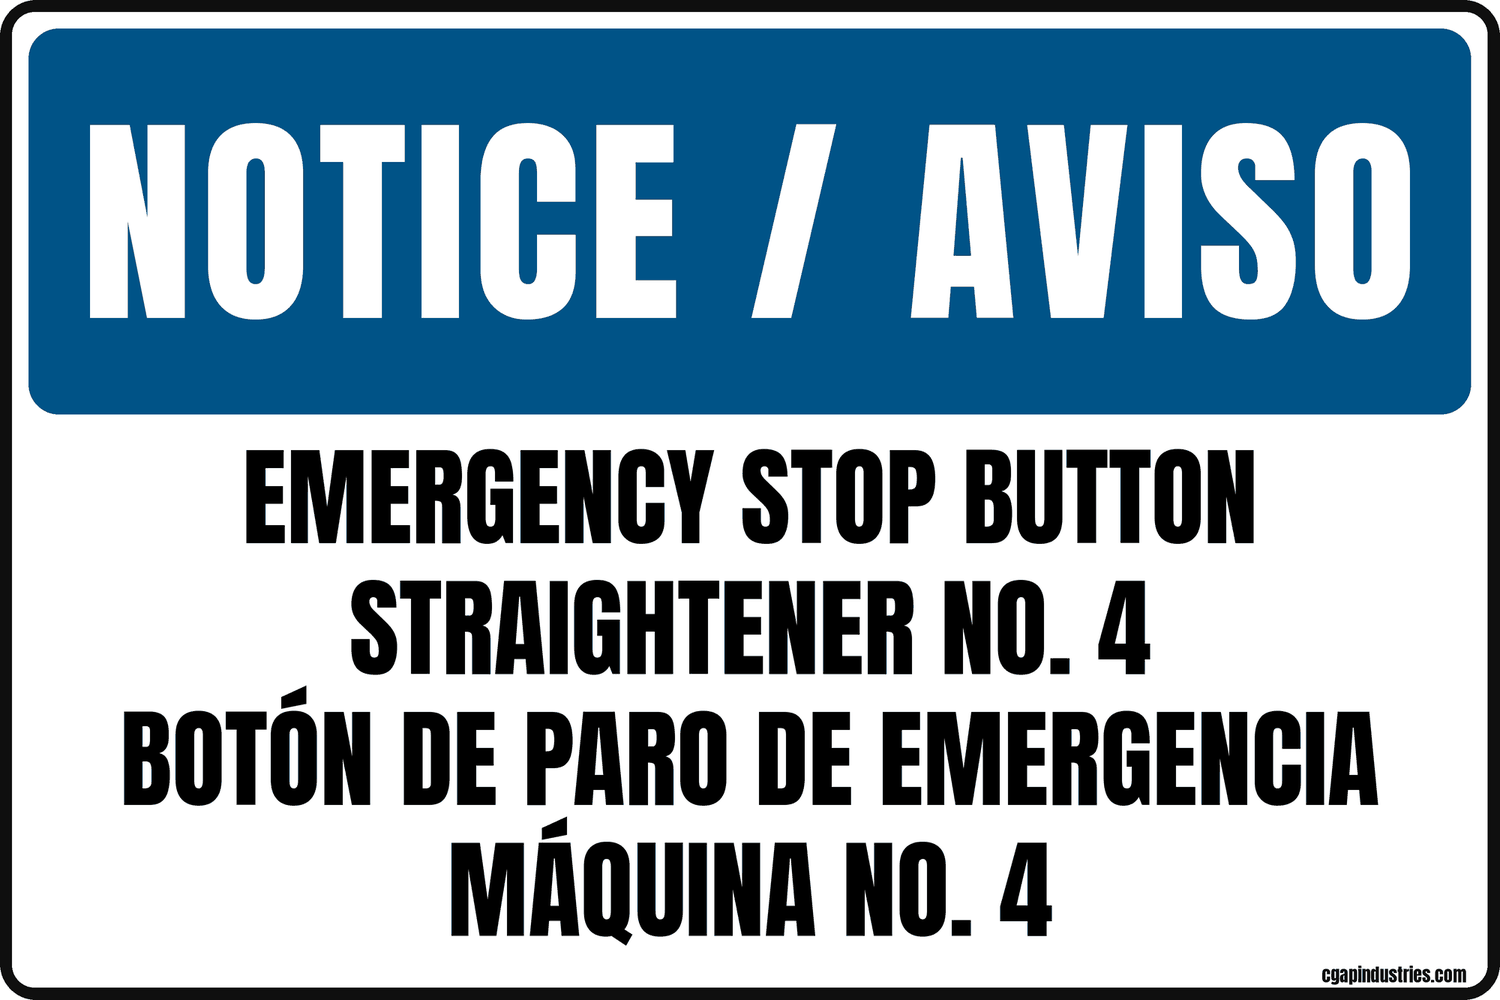 NOTICE / AVISO
EMERGENCY STOP BUTTON
STRAIGHTENER NO. 4
BOTÓN DE PARO DE EMERGENCIA
MÁQUINA NO. 4
cgapindustries.com